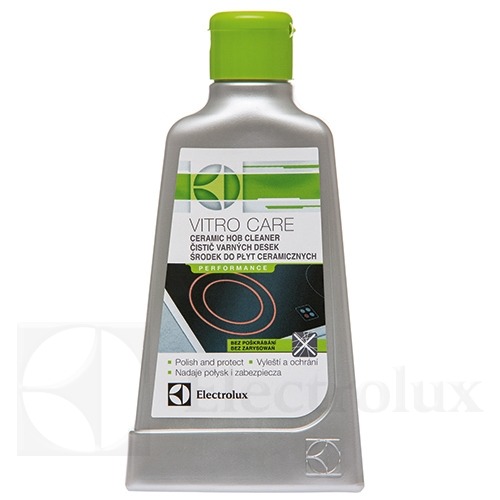 Electrolux
VITRO CARE
CERAMIC HOB CLEANER
ČISTIČ VARNÝCH DESEK
ŚRODEK DO PŁYT CERAMICZNYCH
PERFORMANCE
BEZ POŠKRÁBÁNÍ
BEZ ZARYSOWAŃ
• Polish and protect • Vyleští a ochrání
• Nadaje połysk i zabezpiecza
Electrolux
Electrolux